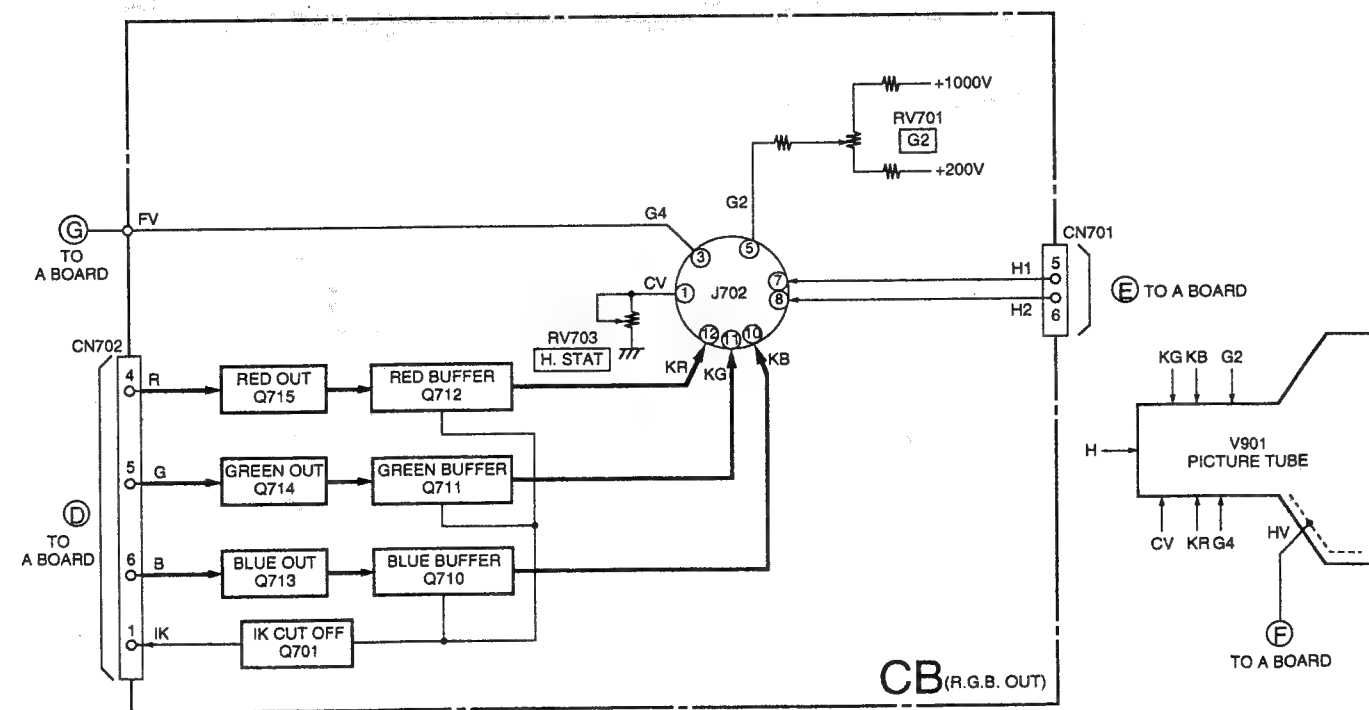 +1000V
RV701
G2
+200V
G2
G
FV
G4
TO
A BOARD
CN701
3
5
5
H1
7
CV
1
J702
8
E TO A BOARD
H2
6
RV703
H. STAT
12
11
10
KR
KG
KB
CN702
4
R
RED OUT
Q715
RED BUFFER
Q712
KG KB G2
5
G
GREEN OUT
Q714
GREEN BUFFER
Q711
H
V901
PICTURE TUBE
D
TO
A BOARD
6
B
BLUE OUT
Q713
BLUE BUFFER
Q710
CV KR G4
HV
1
IK
IK CUT OFF
Q701
F
TO A BOARD
CB (R.G.B. OUT)